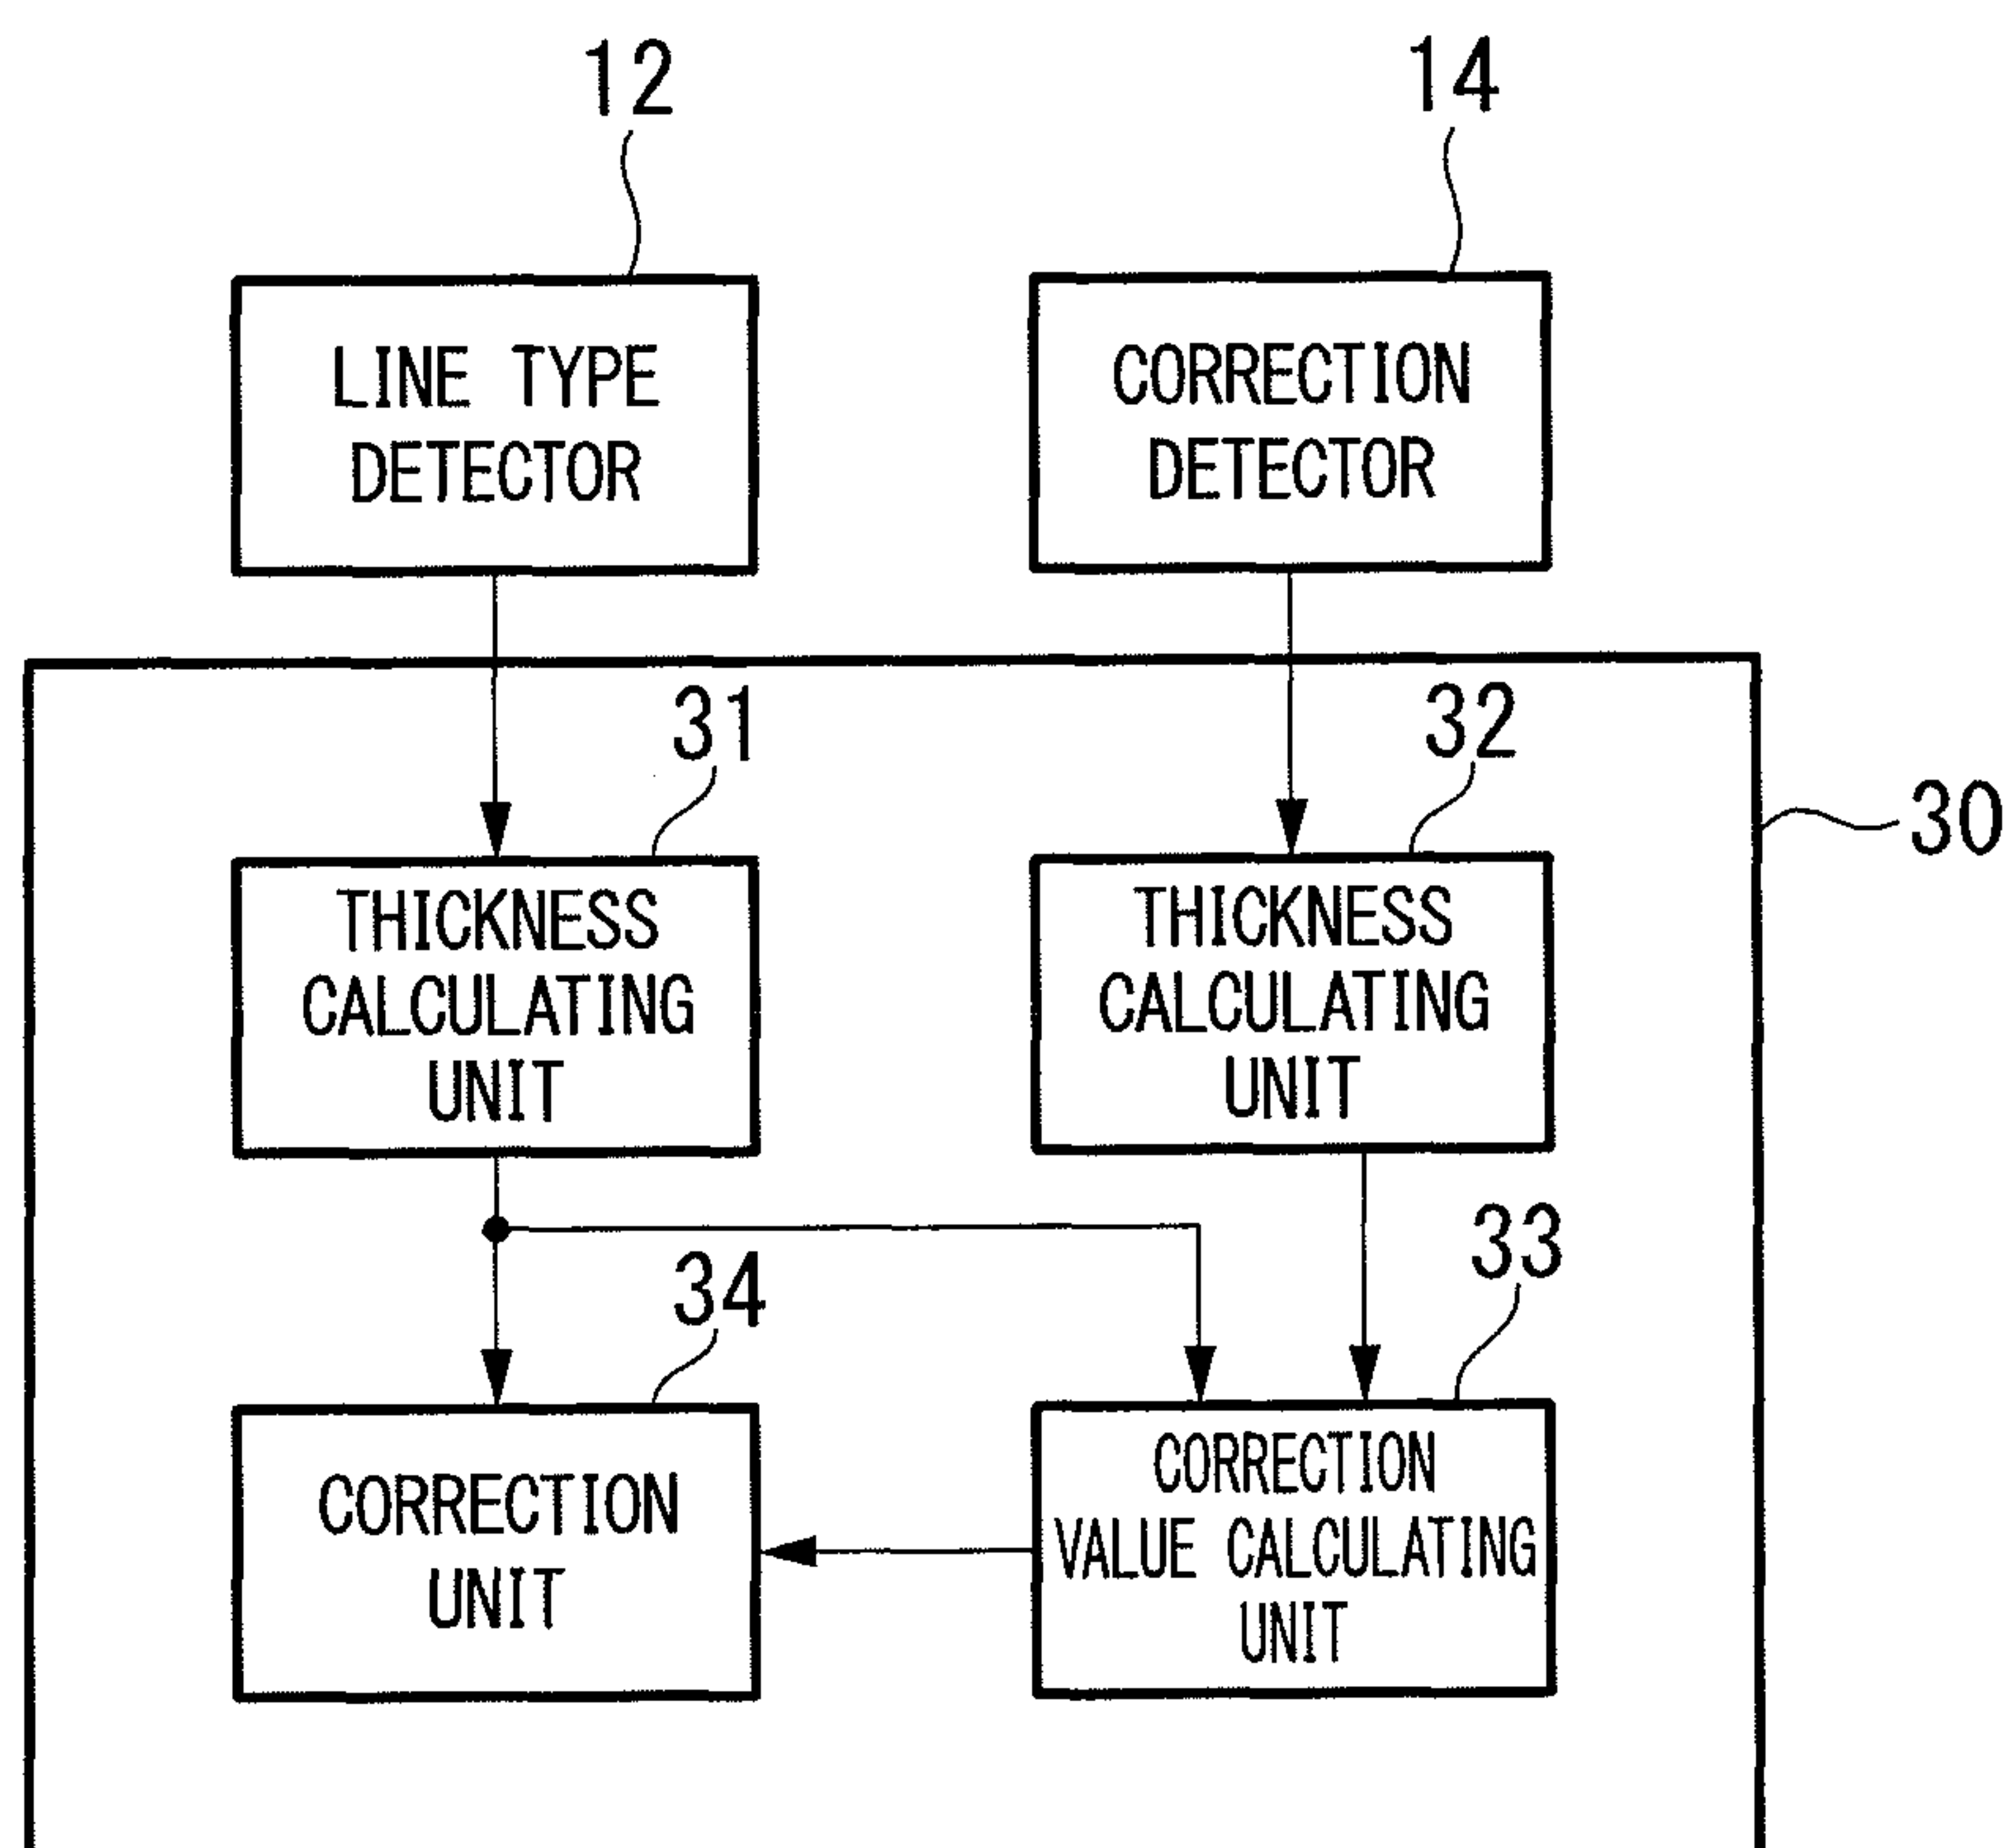 12
14
LINE TYPE
DETECTOR
CORRECTION
DETECTOR
31
32
30
THICKNESS
CALCULATING
UNIT
THICKNESS
CALCULATING
UNIT
34
33
CORRECTION
UNIT
CORRECTION
VALUE CALCULATING
UNIT